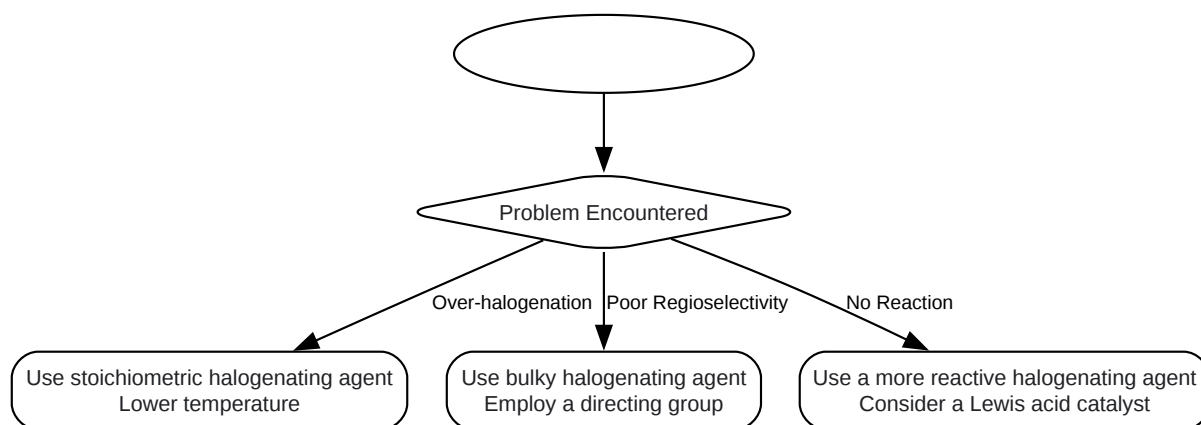 Problem Encountered
Over-halogenation
Poor Regioselectivity
No Reaction
Use stoichiometric halogenating agent
Lower temperature
Use bulky halogenating agent
Employ a directing group
Use a more reactive halogenating agent
Consider a Lewis acid catalyst